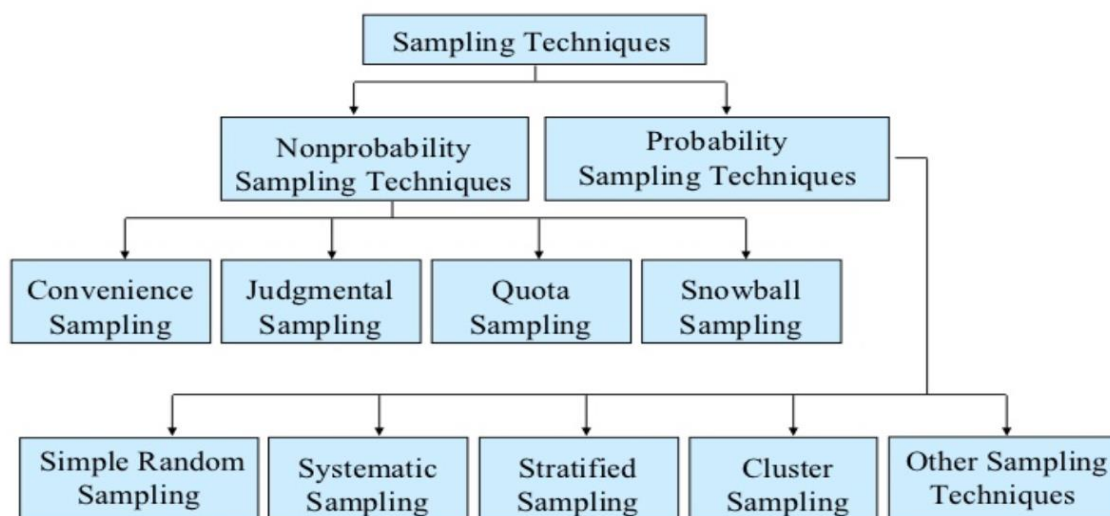 Sampling Techniques
Nonprobability
Sampling Techniques
Probability
Sampling Techniques
Convenience
Sampling
Judgmental
Sampling
Quota
Sampling
Snowball
Sampling
Simple Random
Sampling
Systematic
Sampling
Stratified
Sampling
Cluster
Sampling
Other Sampling
Techniques